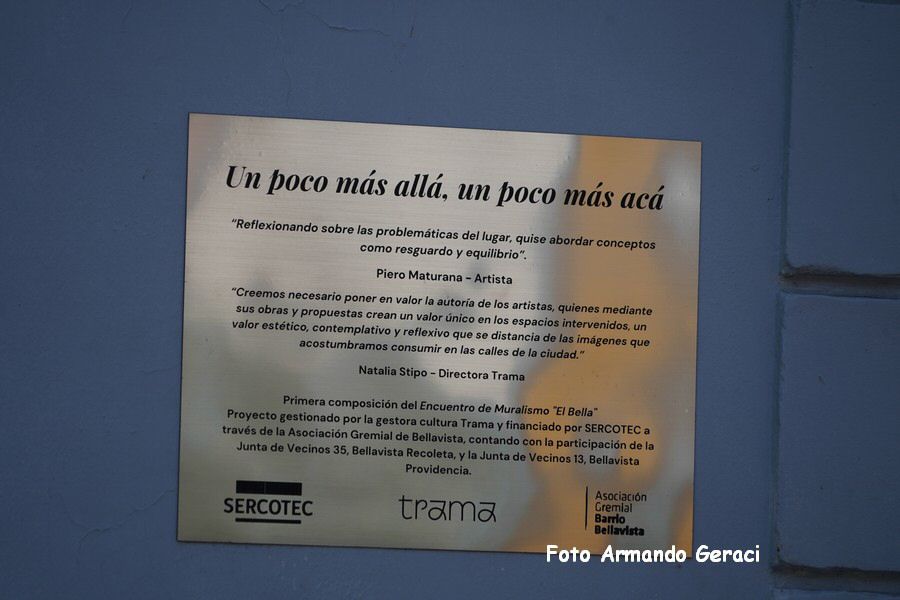 Un poco más allá, un poco más acá
“Reflexionando sobre las problemáticas del lugar, quise abordar conceptos
como resguardo y equilibrio”.
Piero Maturana - Artista
“Creemos necesario poner en valor la autoría de los artistas, quienes mediante
sus obras y propuestas crean un valor único en los espacios intervenidos, un
valor estético, contemplativo y reflexivo que se distancia de las imágenes que
acostumbramos consumir en las calles de la ciudad.”
Natalia Stipo - Directora Trama
Primera composición del Encuentro de Muralismo "El Bella"
Proyecto gestionado por la gestora cultura Trama y financiado por SERCOTEC a
través de la Asociación Gremial de Bellavista, contando con la participación de la
Junta de Vecinos 35, Bellavista Recoleta, y la Junta de Vecinos 13, Bellavista
Providencia.
SERCOTEC
trama
Asociación
Gremial
Barrio
Bellavista
Foto Armando Geraci